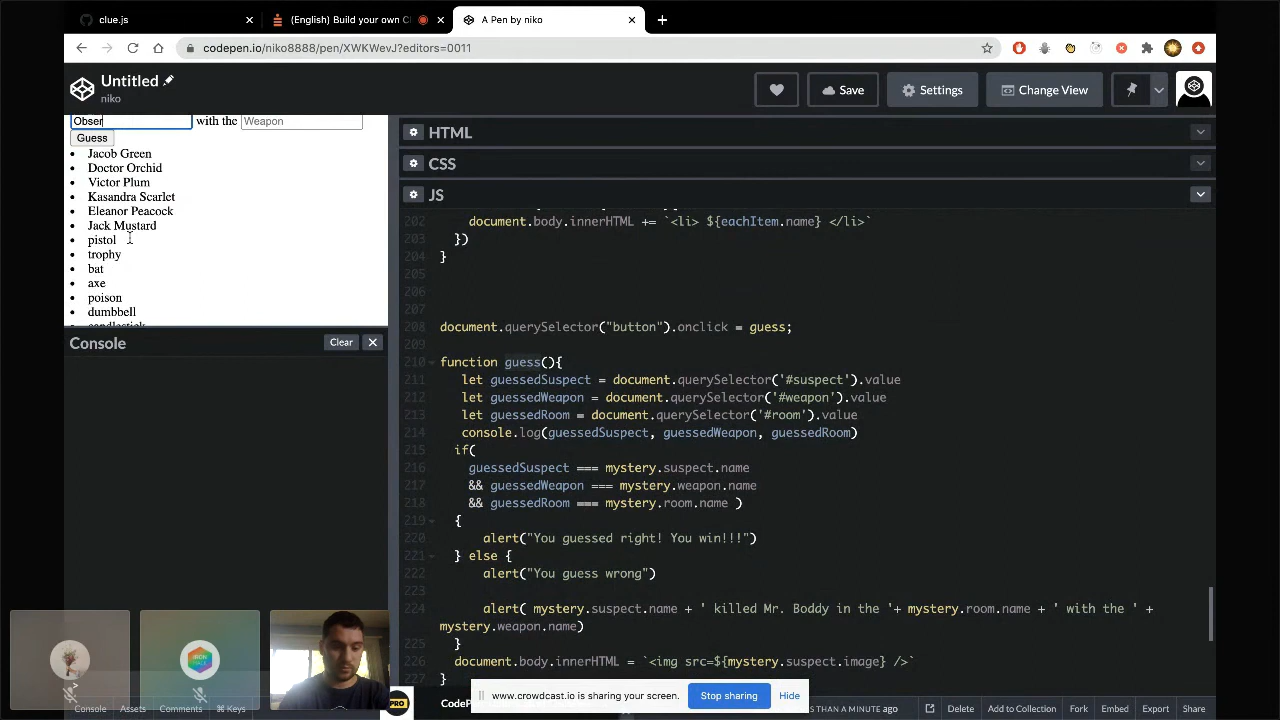 clue.js
(English) Build your own Cl
A Pen by niko
codepen.io/niko8888/pen/XWKWevJ?editors=0011
Untitled
niko
Save
Settings
Change View
Obser with the Weapon
Guess
Jacob Green
Doctor Orchid
Victor Plum
Kasandra Scarlet
Eleanor Peacock
Jack Mustard
pistol
trophy
bat
axe
poison
dumbbell
candlestick
Console
Clear
HTML
CSS
JS
202 document.body.innerHTML += `<li> ${eachItem.name} </li>`
203 })
204 }
205
206
207
208 document.querySelector("button").onclick = guess;
209
210 function guess(){
211 let guessedSuspect = document.querySelector('#suspect').value
212 let guessedWeapon = document.querySelector('#weapon').value
213 let guessedRoom = document.querySelector('#room').value
214 console.log(guessedSuspect, guessedWeapon, guessedRoom)
215 if(
216 guessedSuspect === mystery.suspect.name
217 && guessedWeapon === mystery.weapon.name
218 && guessedRoom === mystery.room.name )
219 {
220 alert("You guessed right! You win!!!")
221 } else {
222 alert("You guess wrong")
223
224 alert( mystery.suspect.name + ' killed Mr. Boddy in the '+ mystery.room.name + ' with the ' +
mystery.weapon.name)
225 }
226 document.body.innerHTML = `<img src=${mystery.suspect.image} />`
227 }
IRON
HACK
PRO
www.crowdcast.io is sharing your screen.
Stop sharing
Hide
Console
Assets
Comments
⌘ Keys
CodeP
S THAN A MINUTE ago
Delete
Add to Collection
Fork
Embed
Export
Share